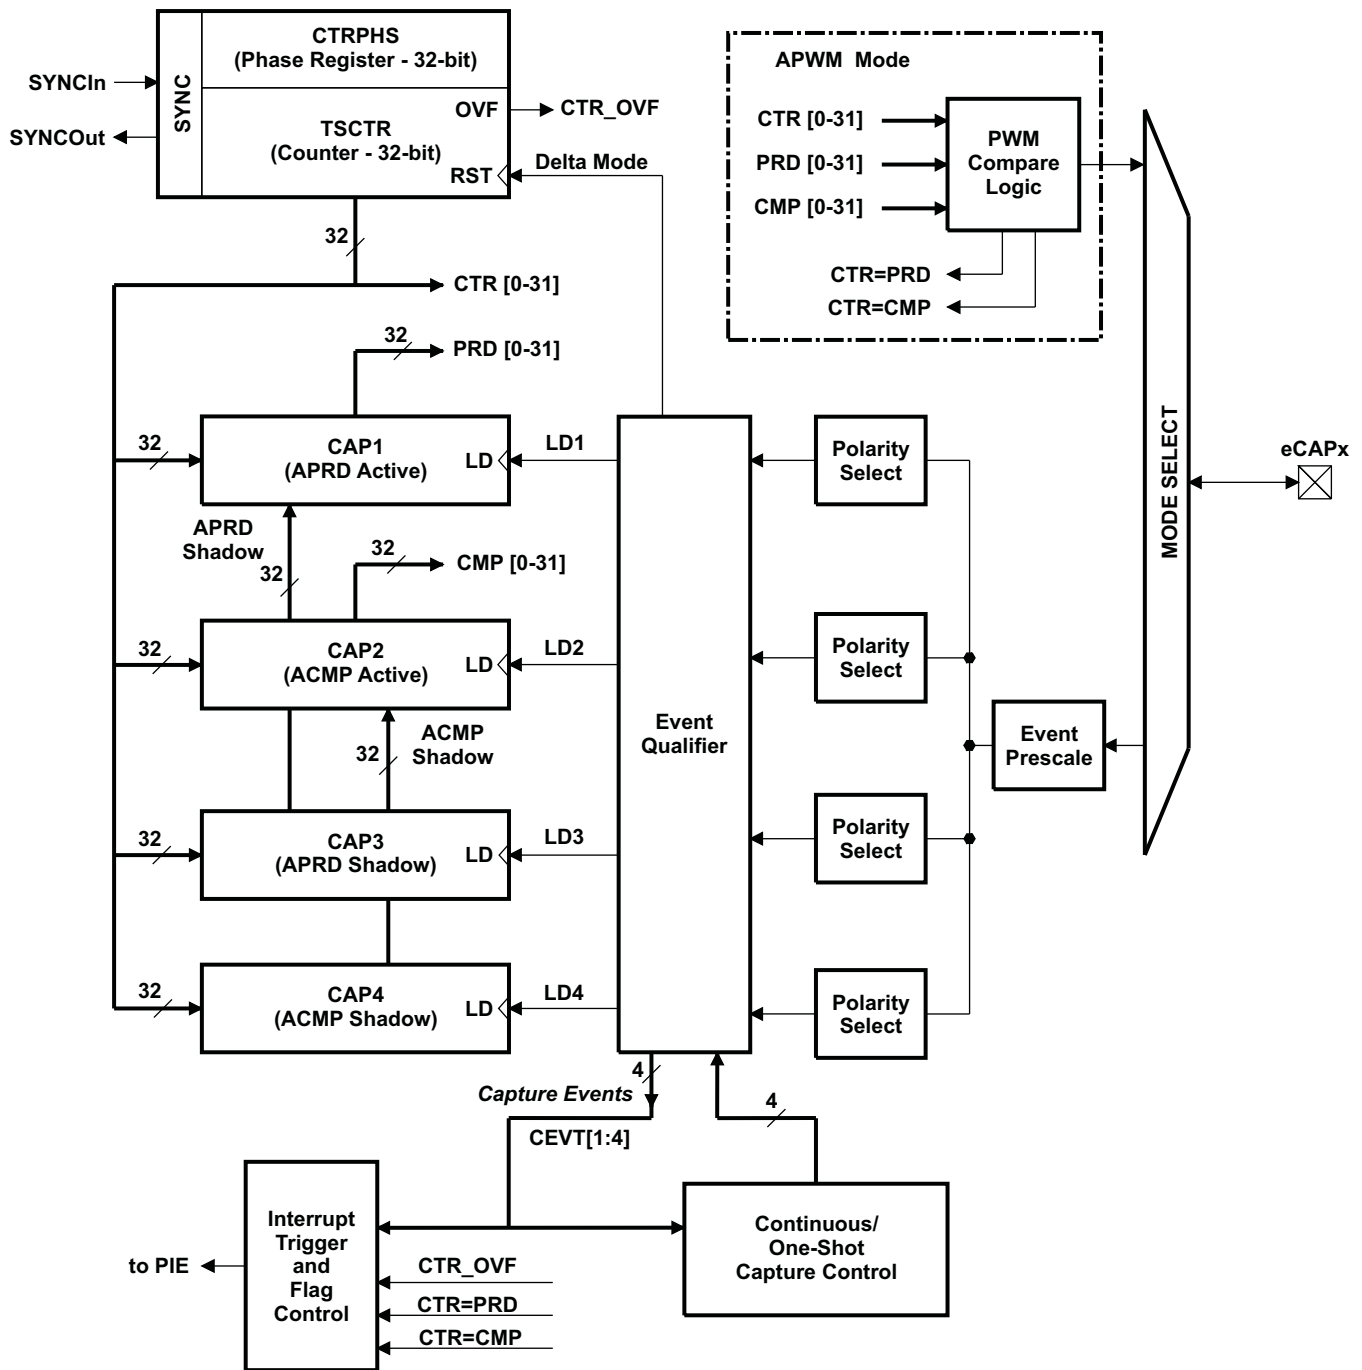 CTRPHS
(Phase Register - 32-bit)
SYNC
SYNCIn
SYNCOut
OVF
CTR_OVF
TSCTR
(Counter - 32-bit)
RST
Delta Mode
32
CTR [0-31]
32
PRD [0-31]
APWM Mode
CTR [0-31]
PRD [0-31]
CMP [0-31]
PWM
Compare
Logic
CTR=PRD
CTR=CMP
MODE SELECT
eCAPx
32
CAP1
(APRD Active)
LD
LD1
Polarity
Select
APRD
Shadow
32
32
CMP [0-31]
32
CAP2
(ACMP Active)
LD
LD2
Polarity
Select
ACMP
Shadow
32
Event
Qualifier
Event
Prescale
32
CAP3
(APRD Shadow)
LD
LD3
Polarity
Select
32
CAP4
(ACMP Shadow)
LD
LD4
Polarity
Select
4
Capture Events
CEVT[1:4]
4
Interrupt
Trigger
and
Flag
Control
to PIE
CTR_OVF
CTR=PRD
CTR=CMP
Continuous/
One-Shot
Capture Control